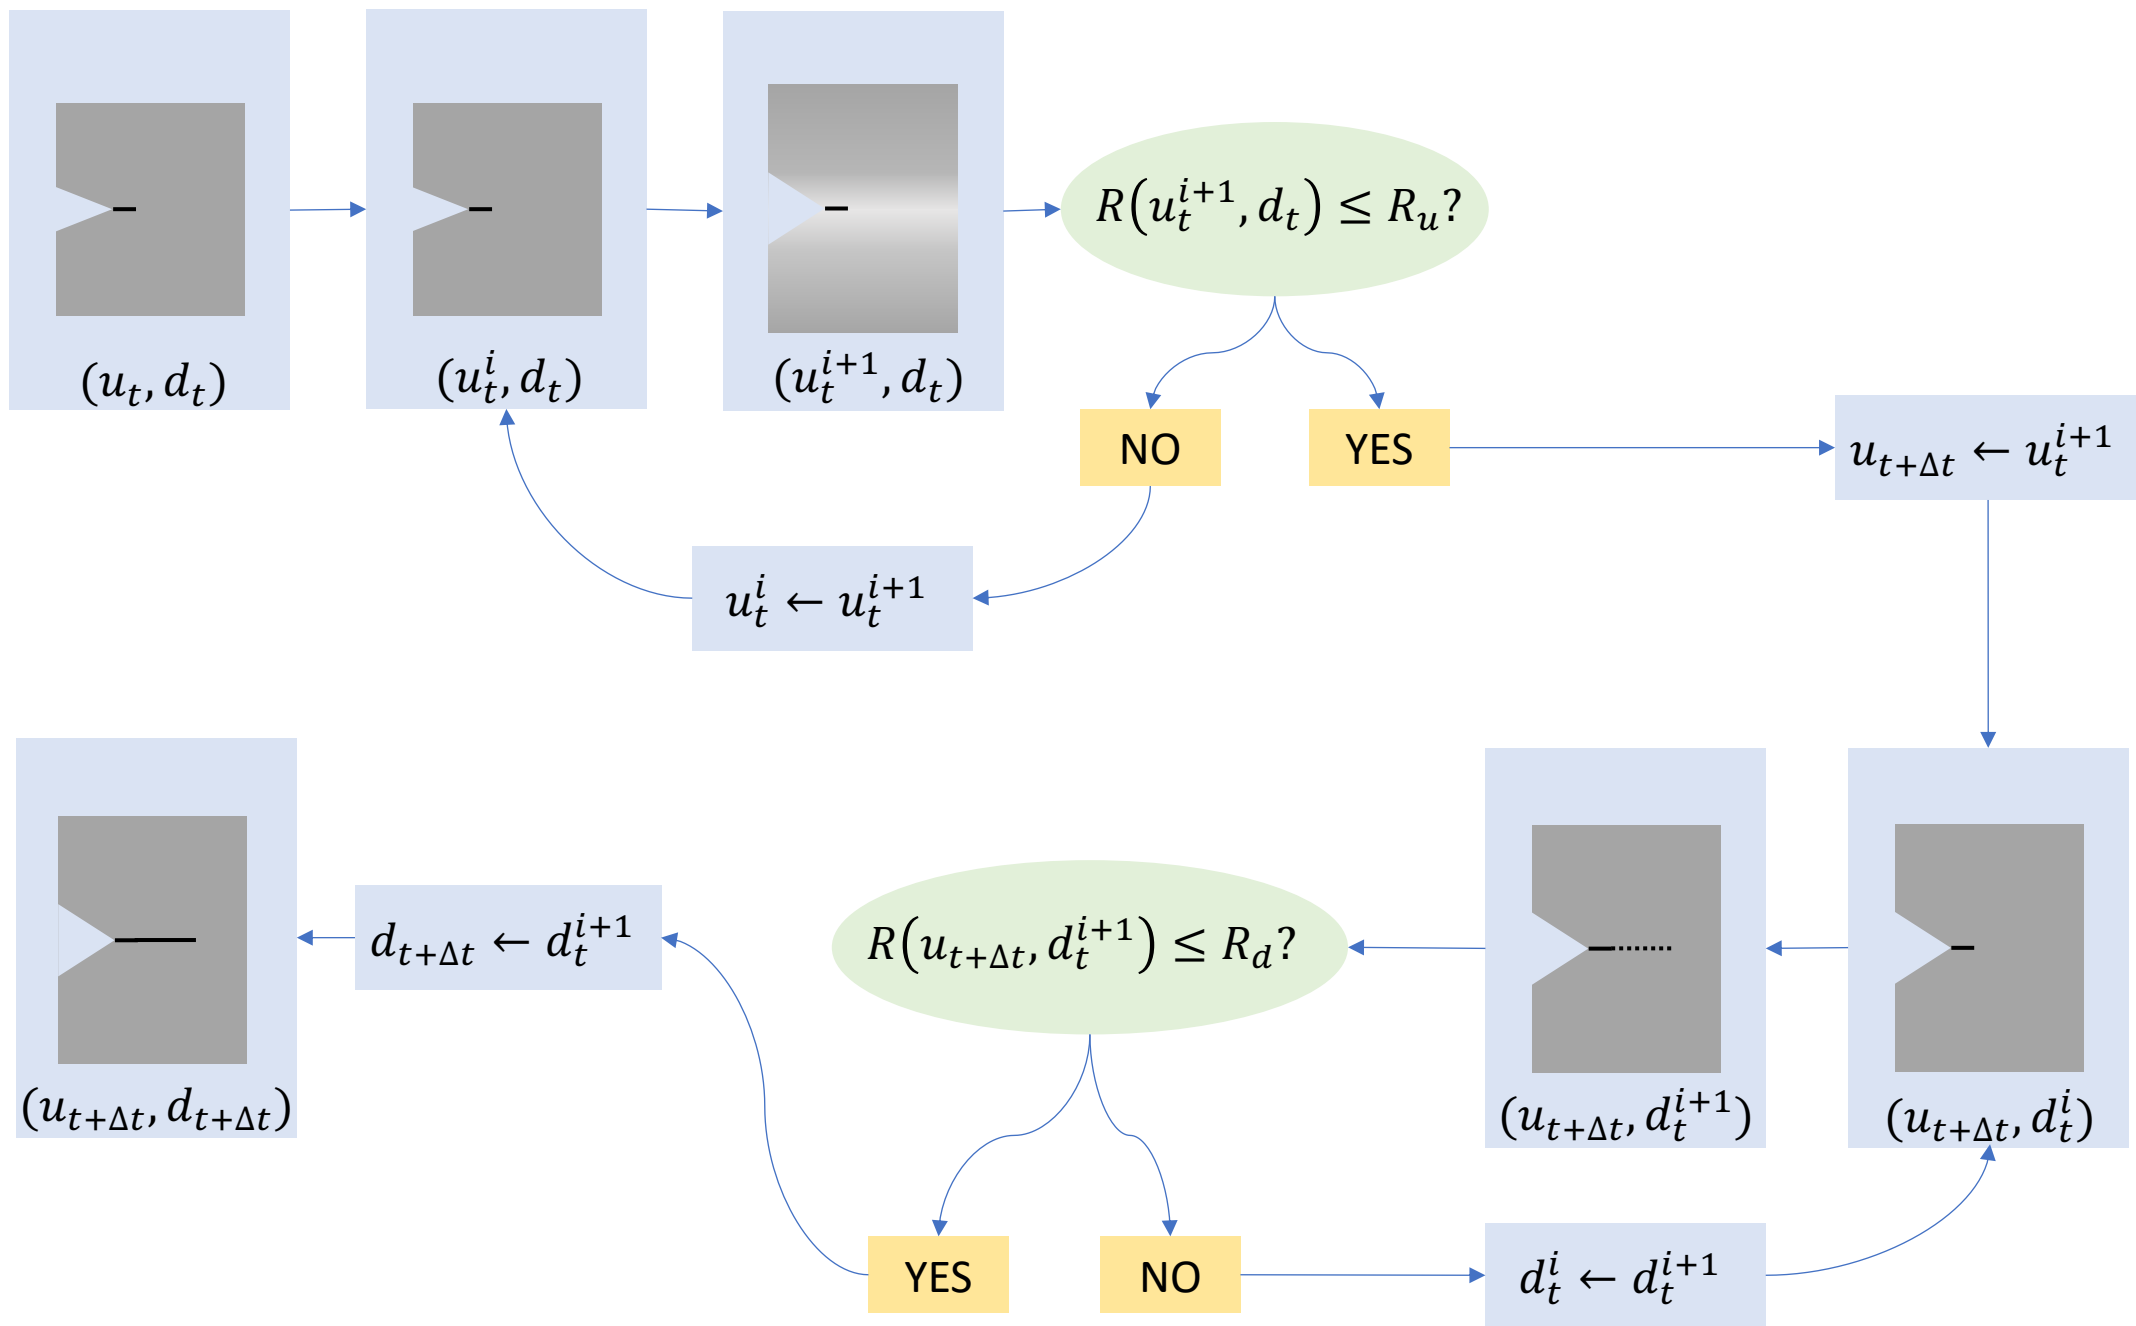 (u_t, d_t)
(u_t^i, d_t)
(u_t^{i+1}, d_t)
R(u_t^{i+1}, d_t) ≤ R_u?
NO
YES
u_{t+Δt} ← u_t^{i+1}
u_t^i ← u_t^{i+1}
(u_{t+Δt}, d_t^i)
(u_{t+Δt}, d_t^{i+1})
R(u_{t+Δt}, d_t^{i+1}) ≤ R_d?
YES
NO
d_t^i ← d_t^{i+1}
d_{t+Δt} ← d_t^{i+1}
(u_{t+Δt}, d_{t+Δt})